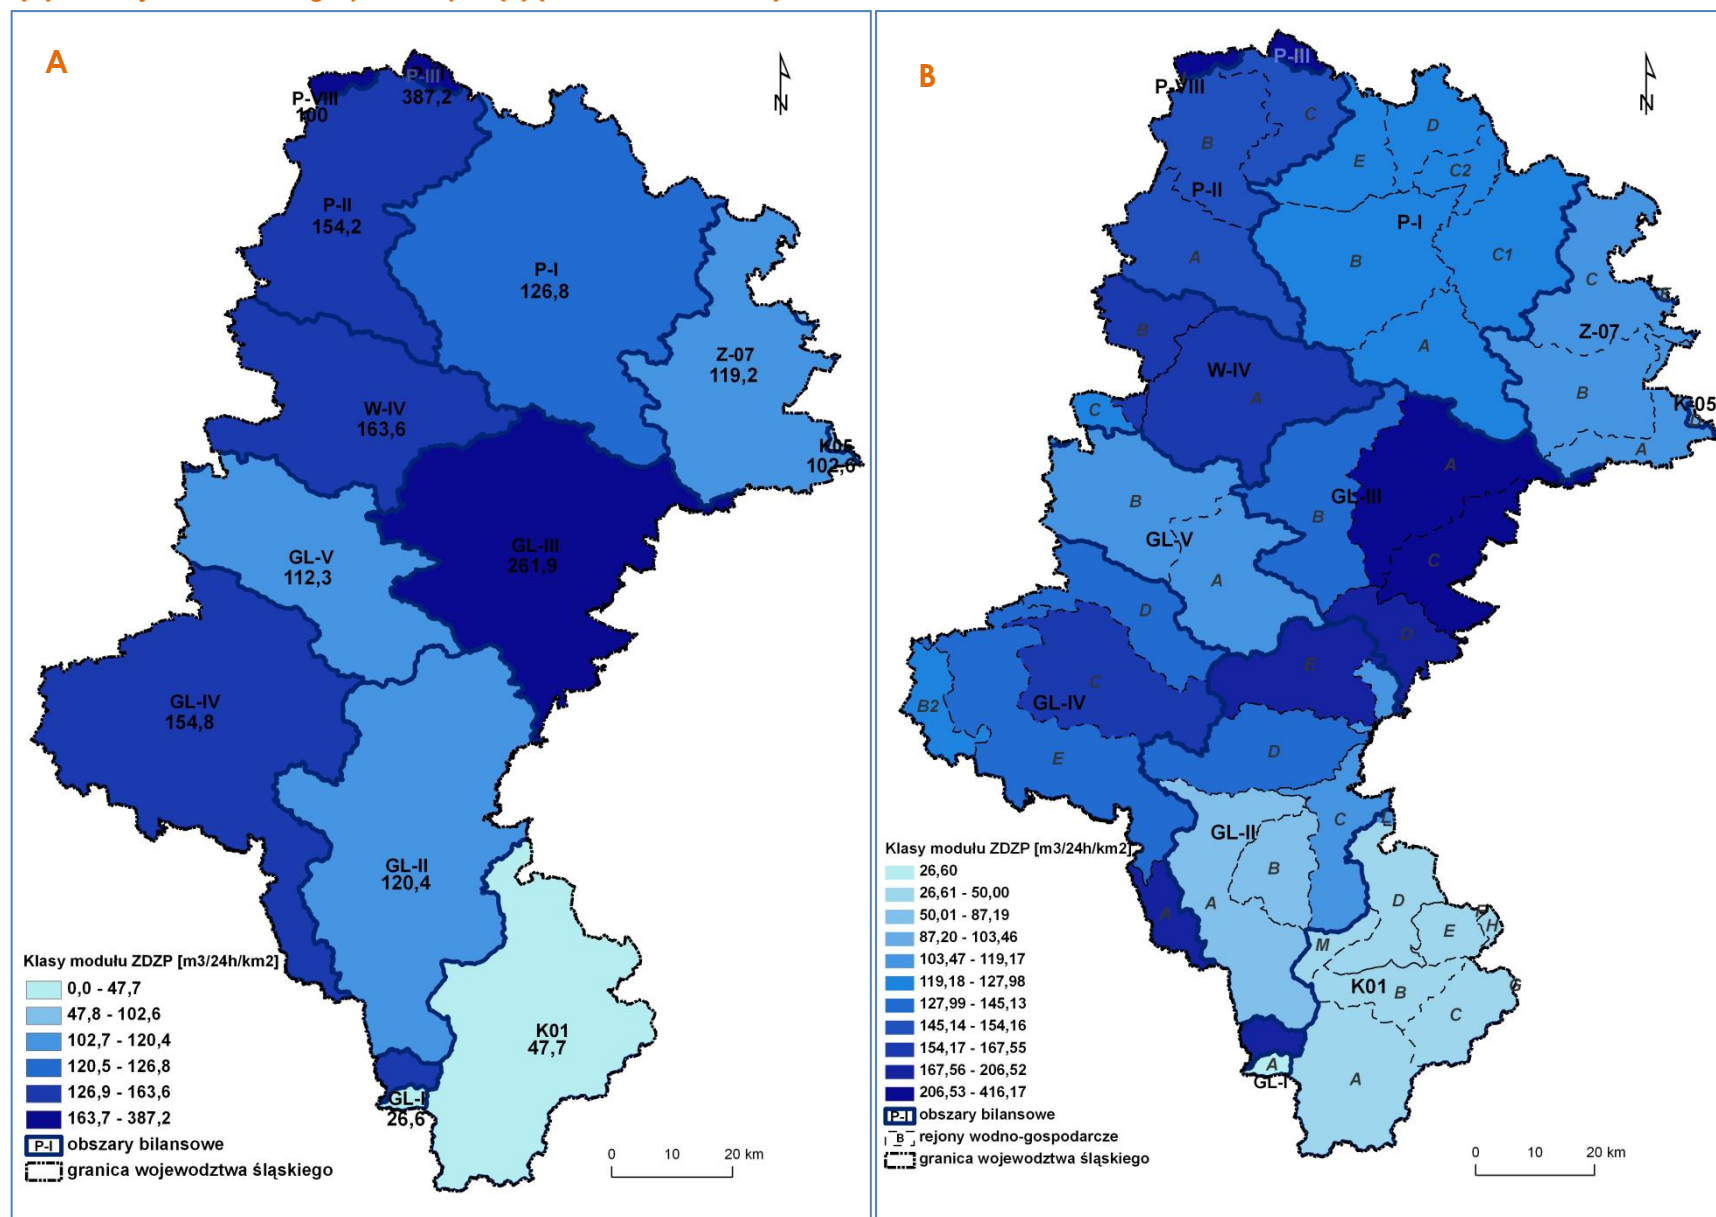 A
P-III
387,2
P-VIII
100
P-II
154,2
P-I
126,8
Z-07
119,2
W-IV
163,6
K05
102,6
GL-V
112,3
GL-III
261,9
GL-IV
154,8
GL-II
120,4
K01
47,7
GL-I
26,6
N
Klasy modułu ZDZP [m3/24h/km2]
0,0 - 47,7
47,8 - 102,6
102,7 - 120,4
120,5 - 126,8
126,9 - 163,6
163,7 - 387,2
P-I obszary bilansowe
granica wojewodztwa śląskiego
0 10 20 km
B
P-III
P-VIII
N
C
D
B
E
C2
P-II
P-I
A
B
C1
C
E
Z-07
B
A
W-IV
A
B
C
K-05
A
A
B
GL-III
B
GL-V
C
A
D
D
E
C
B2
GL-IV
D
E
C
L
GL-II
B
A
A
D
E
F
H
M
K01
B
G
C
A
GL-I
A
Klasy modułu ZDZP [m3/24h/km2]
26,60
26,61 - 50,00
50,01 - 87,19
87,20 - 103,46
103,47 - 119,17
119,18 - 127,98
127,99 - 145,13
145,14 - 154,16
154,17 - 167,55
167,56 - 206,52
206,53 - 416,17
P-I obszary bilansowe
B rejony wodno-gospodarcze
granica wojewodztwa śląskiego
0 10 20 km